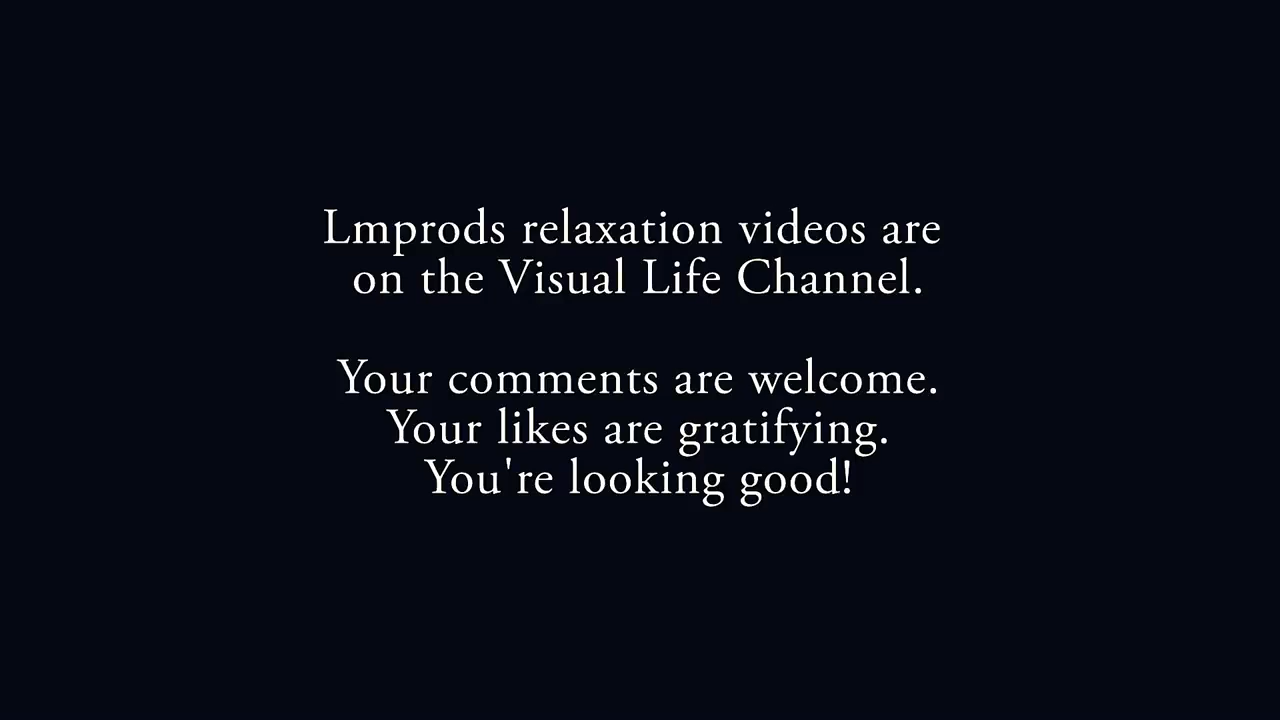 Lmprods relaxation videos are
on the Visual Life Channel.
Your comments are welcome.
Your likes are gratifying.
You're looking good!